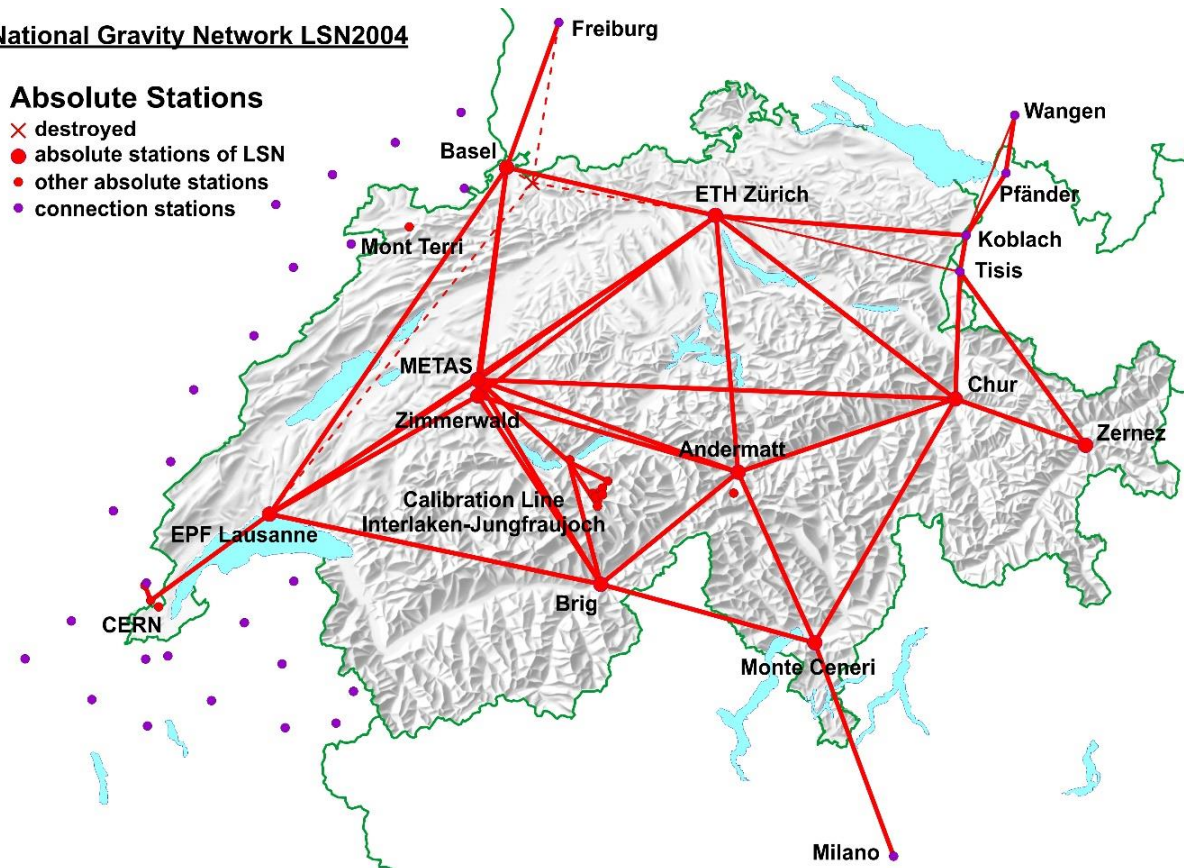 National Gravity Network LSN2004
Absolute Stations
destroyed
absolute stations of LSN
other absolute stations
connection stations
Freiburg
Wangen
Basel
ETH Zürich
Pfänder
Mont Terri
Koblach
Tisis
METAS
Chur
Zimmerwald
Andermatt
Zernez
Calibration Line
Interlaken-Jungfraujoch
EPF Lausanne
Brig
CERN
Monte Ceneri
Milano